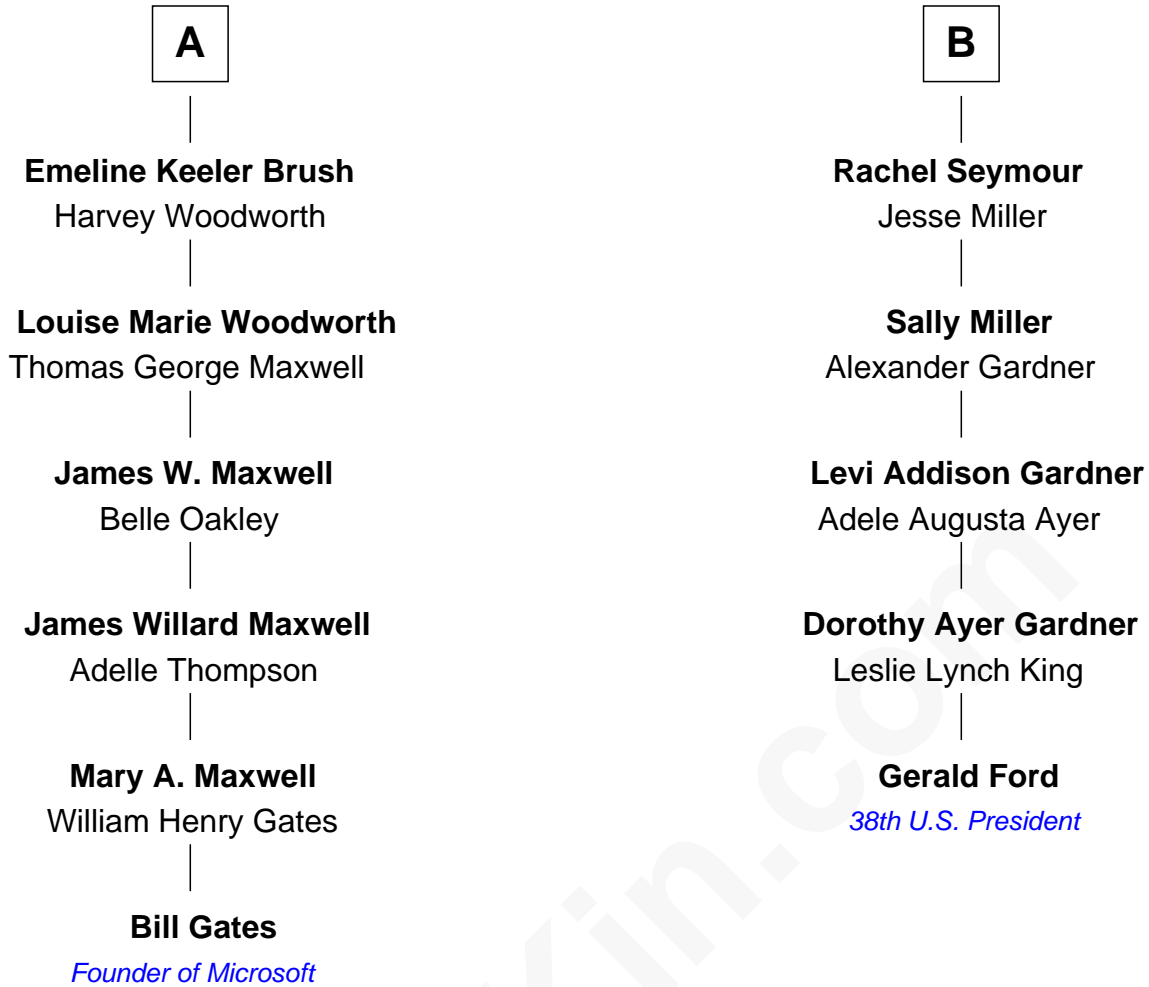 A
Emeline Keeler Brush
Harvey Woodworth
Louise Marie Woodworth
Thomas George Maxwell
James W. Maxwell
Belle Oakley
James Willard Maxwell
Adelle Thompson
Mary A. Maxwell
William Henry Gates
Bill Gates
Founder of Microsoft
B
Rachel Seymour
Jesse Miller
Sally Miller
Alexander Gardner
Levi Addison Gardner
Adele Augusta Ayer
Dorothy Ayer Gardner
Leslie Lynch King
Gerald Ford
38th U.S. President
Kin.com